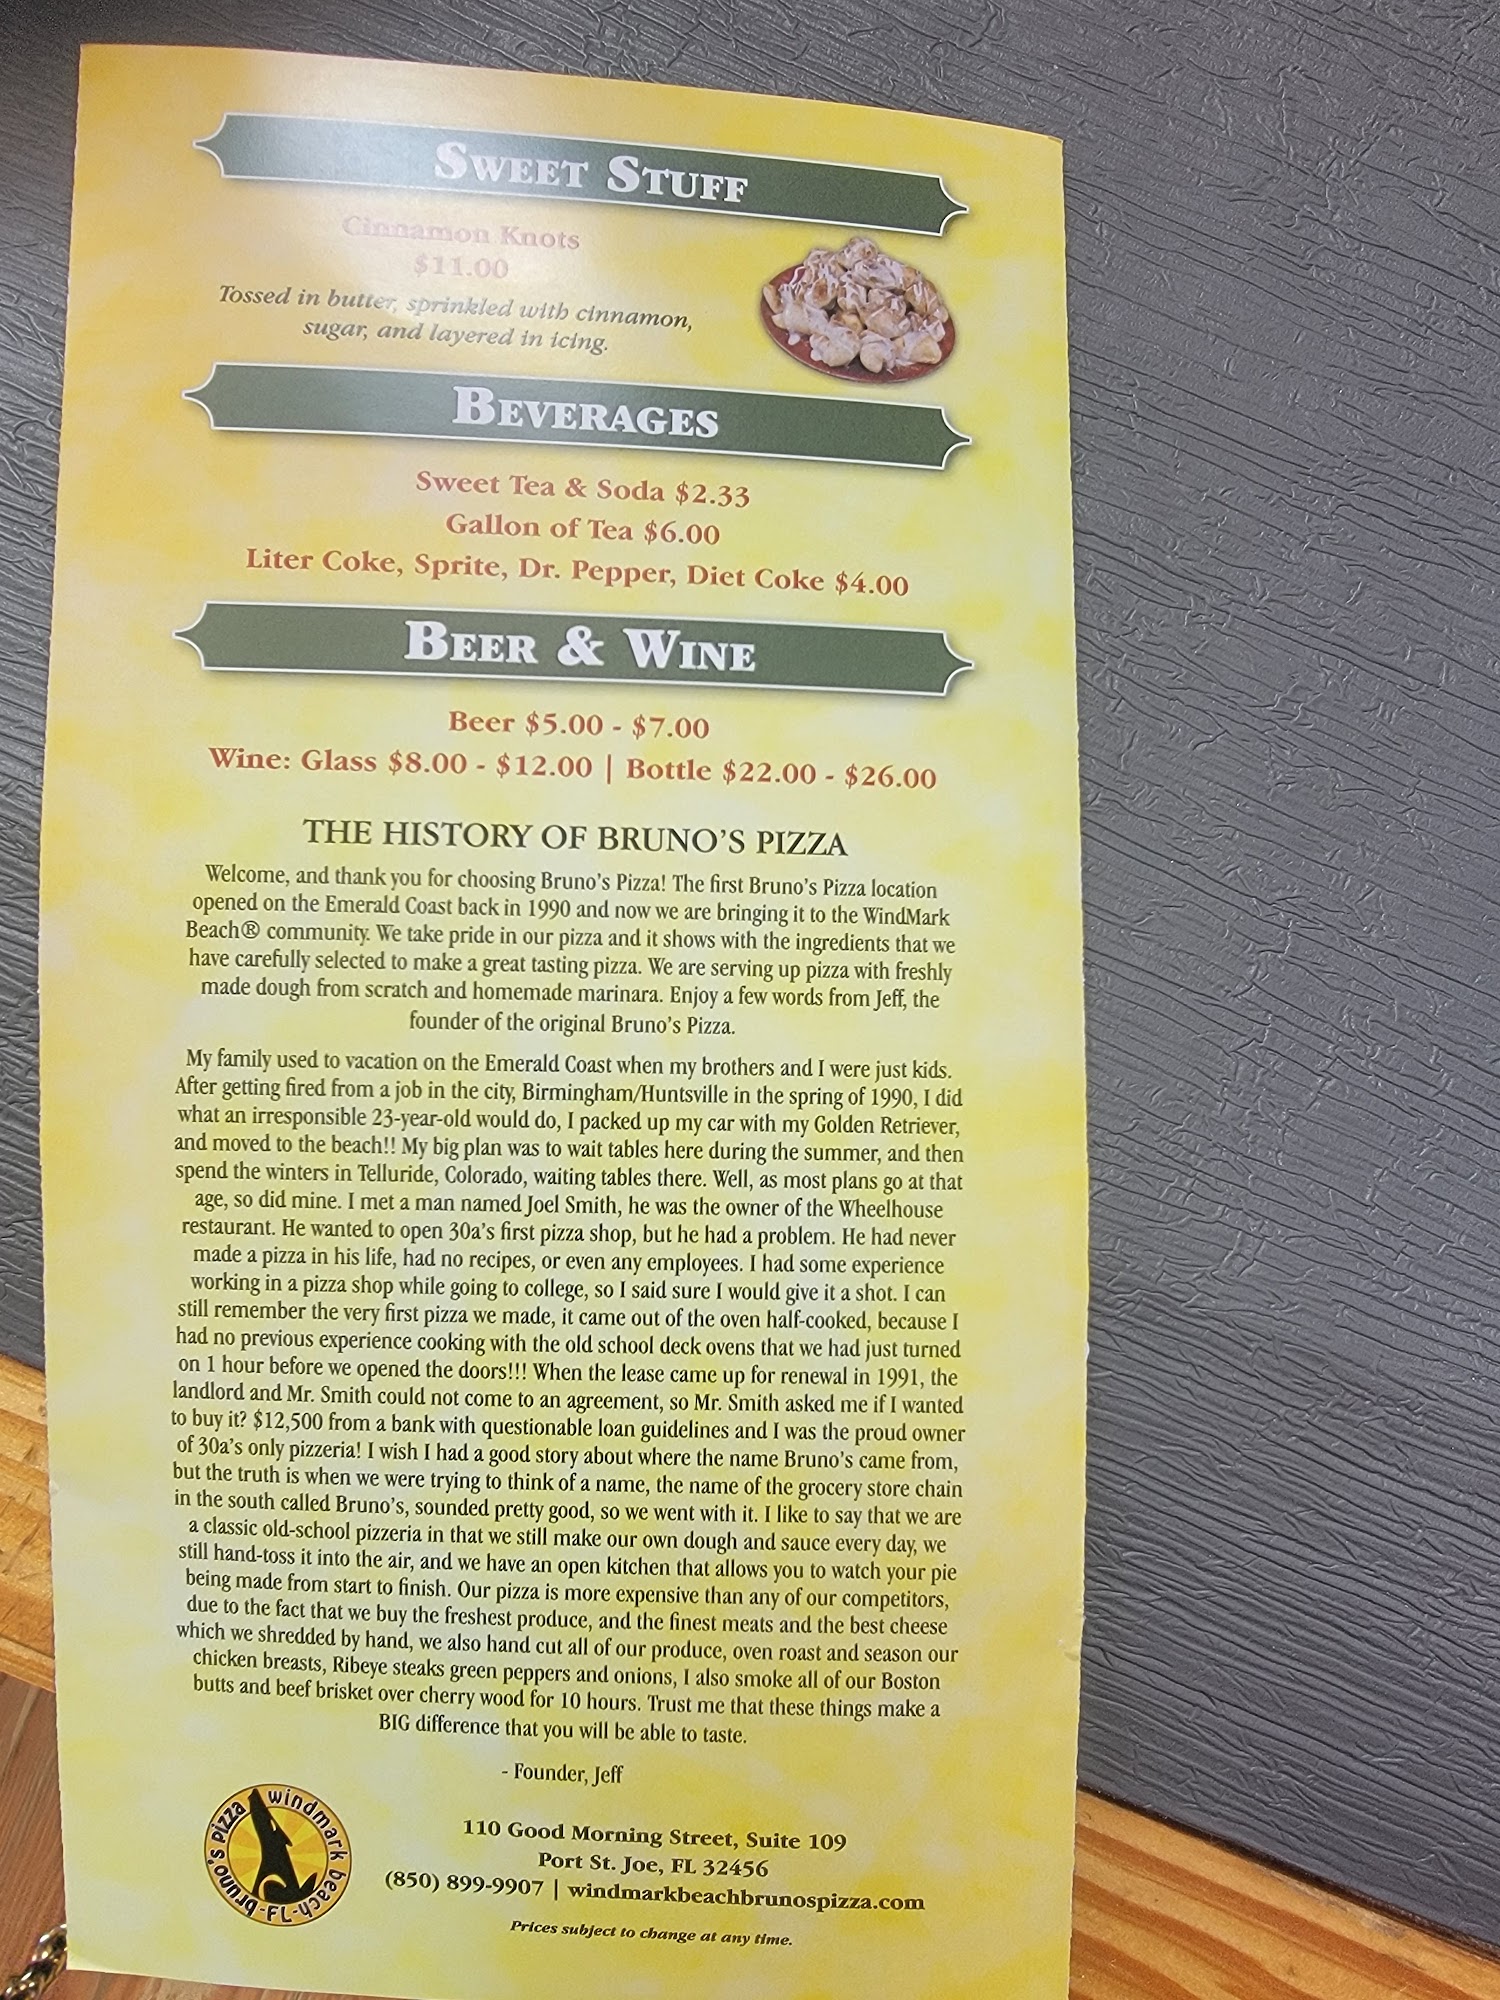 SWEET STUFF
Cinnamon Knots
$11.00
Tossed in butter, sprinkled with cinnamon,
sugar, and layered in icing.
BEVERAGES
Sweet Tea & Soda $2.33
Gallon of Tea $6.00
Liter Coke, Sprite, Dr. Pepper, Diet Coke $4.00
BEER & WINE
Beer $5.00 - $7.00
Wine: Glass $8.00 - $12.00 | Bottle $22.00 - $26.00
THE HISTORY OF BRUNO'S PIZZA
Welcome, and thank you for choosing Bruno's Pizza! The first Bruno's Pizza location
opened on the Emerald Coast back in 1990 and now we are bringing it to the WindMark
Beach® community. We take pride in our pizza and it shows with the ingredients that we
have carefully selected to make a great tasting pizza. We are serving up pizza with freshly
made dough from scratch and homemade marinara. Enjoy a few words from Jeff, the
founder of the original Bruno's Pizza.
My family used to vacation on the Emerald Coast when my brothers and I were just kids.
After getting fired from a job in the city, Birmingham/Huntsville in the spring of 1990, I did
what an irresponsible 23-year-old would do, I packed up my car with my Golden Retriever,
and moved to the beach!! My big plan was to wait tables here during the summer, and then
spend the winters in Telluride, Colorado, waiting tables there. Well, as most plans go at that
age, so did mine. I met a man named Joel Smith, he was the owner of the Wheelhouse
restaurant. He wanted to open 30a's first pizza shop, but he had a problem. He had never
made a pizza in his life, had no recipes, or even any employees. I had some experience
working in a pizza shop while going to college, so I said sure I would give it a shot. I can
still remember the very first pizza we made, it came out of the oven half-cooked, because I
had no previous experience cooking with the old school deck ovens that we had just turned
on 1 hour before we opened the doors!!! When the lease came up for renewal in 1991, the
landlord and Mr. Smith could not come to an agreement, so Mr. Smith asked me if I wanted
to buy it? $12,500 from a bank with questionable loan guidelines and I was the proud owner
of 30a's only pizzeria! I wish I had a good story about where the name Bruno's came from,
but the truth is when we were trying to think of a name, the name of the grocery store chain
in the south called Bruno's, sounded pretty good, so we went with it. I like to say that we are
a classic old-school pizzeria in that we still make our own dough and sauce every day, we
still hand-toss it into the air, and we have an open kitchen that allows you to watch your pie
being made from start to finish. Our pizza is more expensive than any of our competitors,
due to the fact that we buy the freshest produce, and the finest meats and the best cheese
which we shredded by hand, we also hand cut all of our produce, oven roast and season our
chicken breasts, Ribeye steaks green peppers and onions, I also smoke all of our Boston
butts and beef brisket over cherry wood for 10 hours. Trust me that these things make a
BIG difference that you will be able to taste.
- Founder, Jeff
bruno's pizza windmark beach-FL-
110 Good Morning Street, Suite 109
Port St. Joe, FL 32456
(850) 899-9907 | windmarkbeachbrunospizza.com
Prices subject to change at any time.